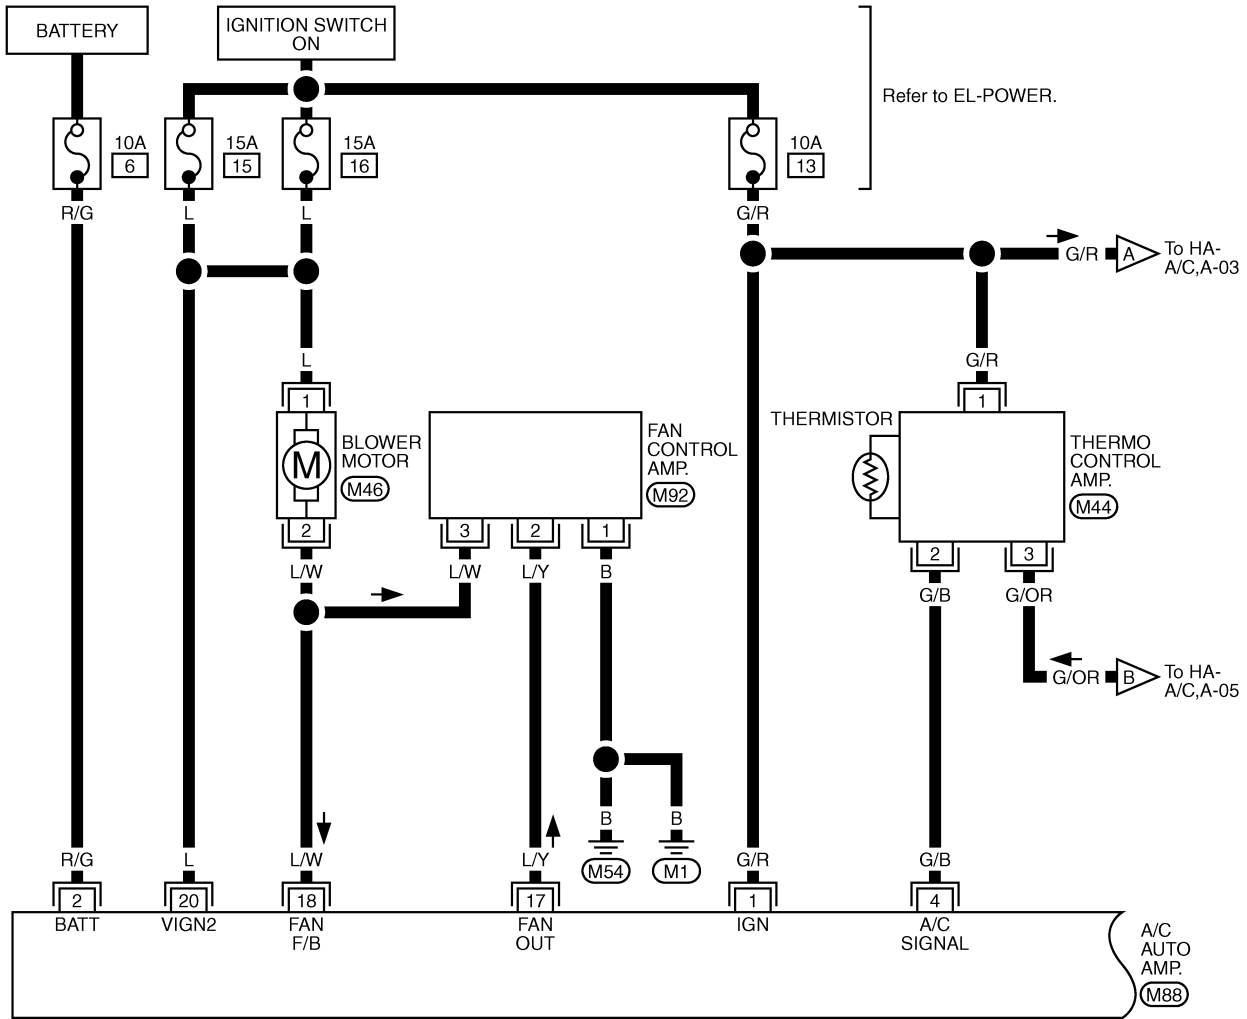 BATTERY
IGNITION SWITCH
ON
Refer to EL-POWER.
10A
6
15A
15
15A
16
10A
13
R/G
L
L
G/R
G/R
A
To HA-
A/C,A-03
L
G/R
1
1
THERMISTOR
BLOWER
MOTOR
M46
M
FAN
CONTROL
AMP.
M92
THERMO
CONTROL
AMP.
M44
2
3
2
1
2
3
L/W
L/W
L/Y
B
G/B
G/OR
G/OR
B
To HA-
A/C,A-05
B
B
M54
M1
R/G
L
L/W
L/Y
G/R
G/B
2
20
18
17
1
4
BATT
VIGN2
FAN
F/B
FAN
OUT
IGN
A/C
SIGNAL
A/C
AUTO
AMP.
M88